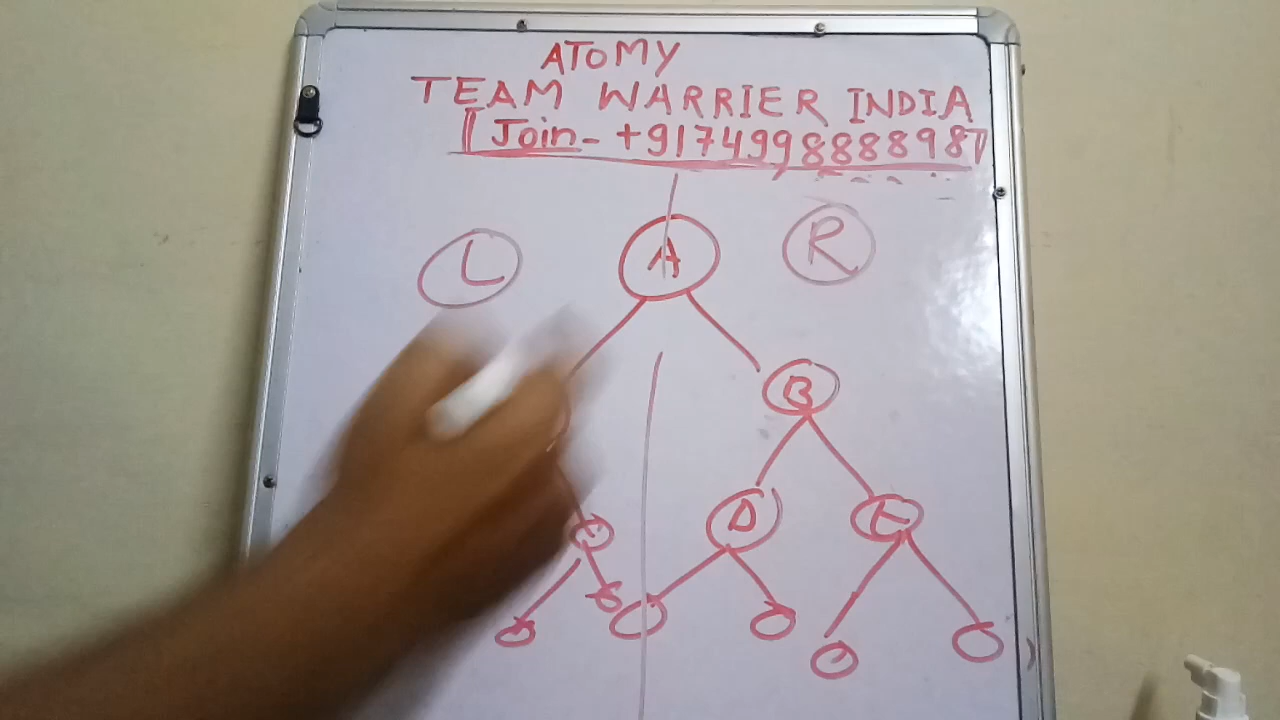 ATOMY
TEAM WARRIER INDIA
Join - +917499888898
L A R
B
D